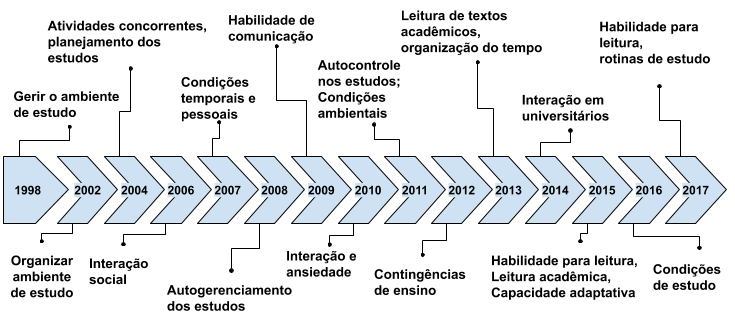 Atividades concorrentes,
planejamento dos
estudos
Habilidade de
comunicação
Leitura de textos
acadêmicos,
organização do tempo
Habilidade para
leitura,
rotinas de estudo
Gerir o ambiente
de estudo
Condições
temporais e
pessoais
Autocontrole
nos estudos;
Condições
ambientais
Interação em
universitários
1998
2002
2004
2006
2007
2008
2009
2010
2011
2012
2013
2014
2015
2016
2017
Organizar
ambiente
de estudo
Interação
social
Autogerenciamento
dos estudos
Interação e
ansiedade
Contingências
de ensino
Habilidade para leitura,
Leitura acadêmica,
Capacidade adaptativa
Condições
de estudo